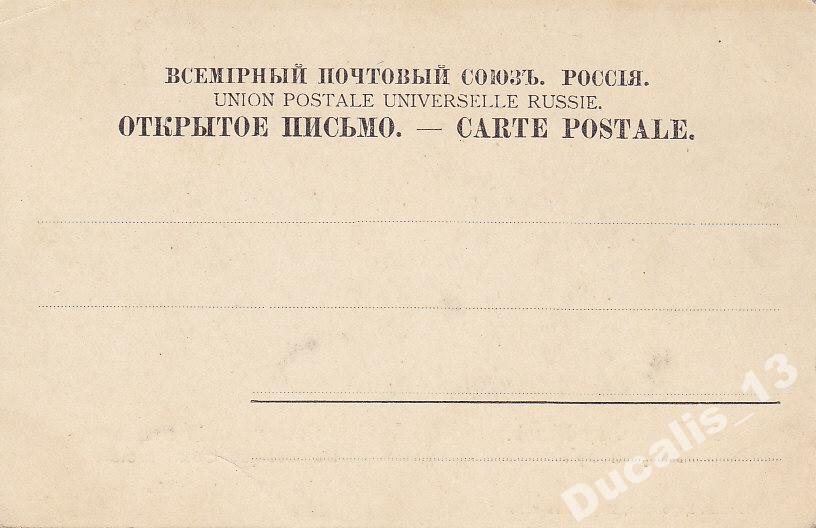 ВСЕМІРНЫЙ ПОЧТОВЫЙ СОЮЗЪ. РОССІЯ.
UNION POSTALE UNIVERSELLE RUSSIE.
ОТКРЫТОЕ ПИСЬМО. — CARTE POSTALE.
Ducalis_13